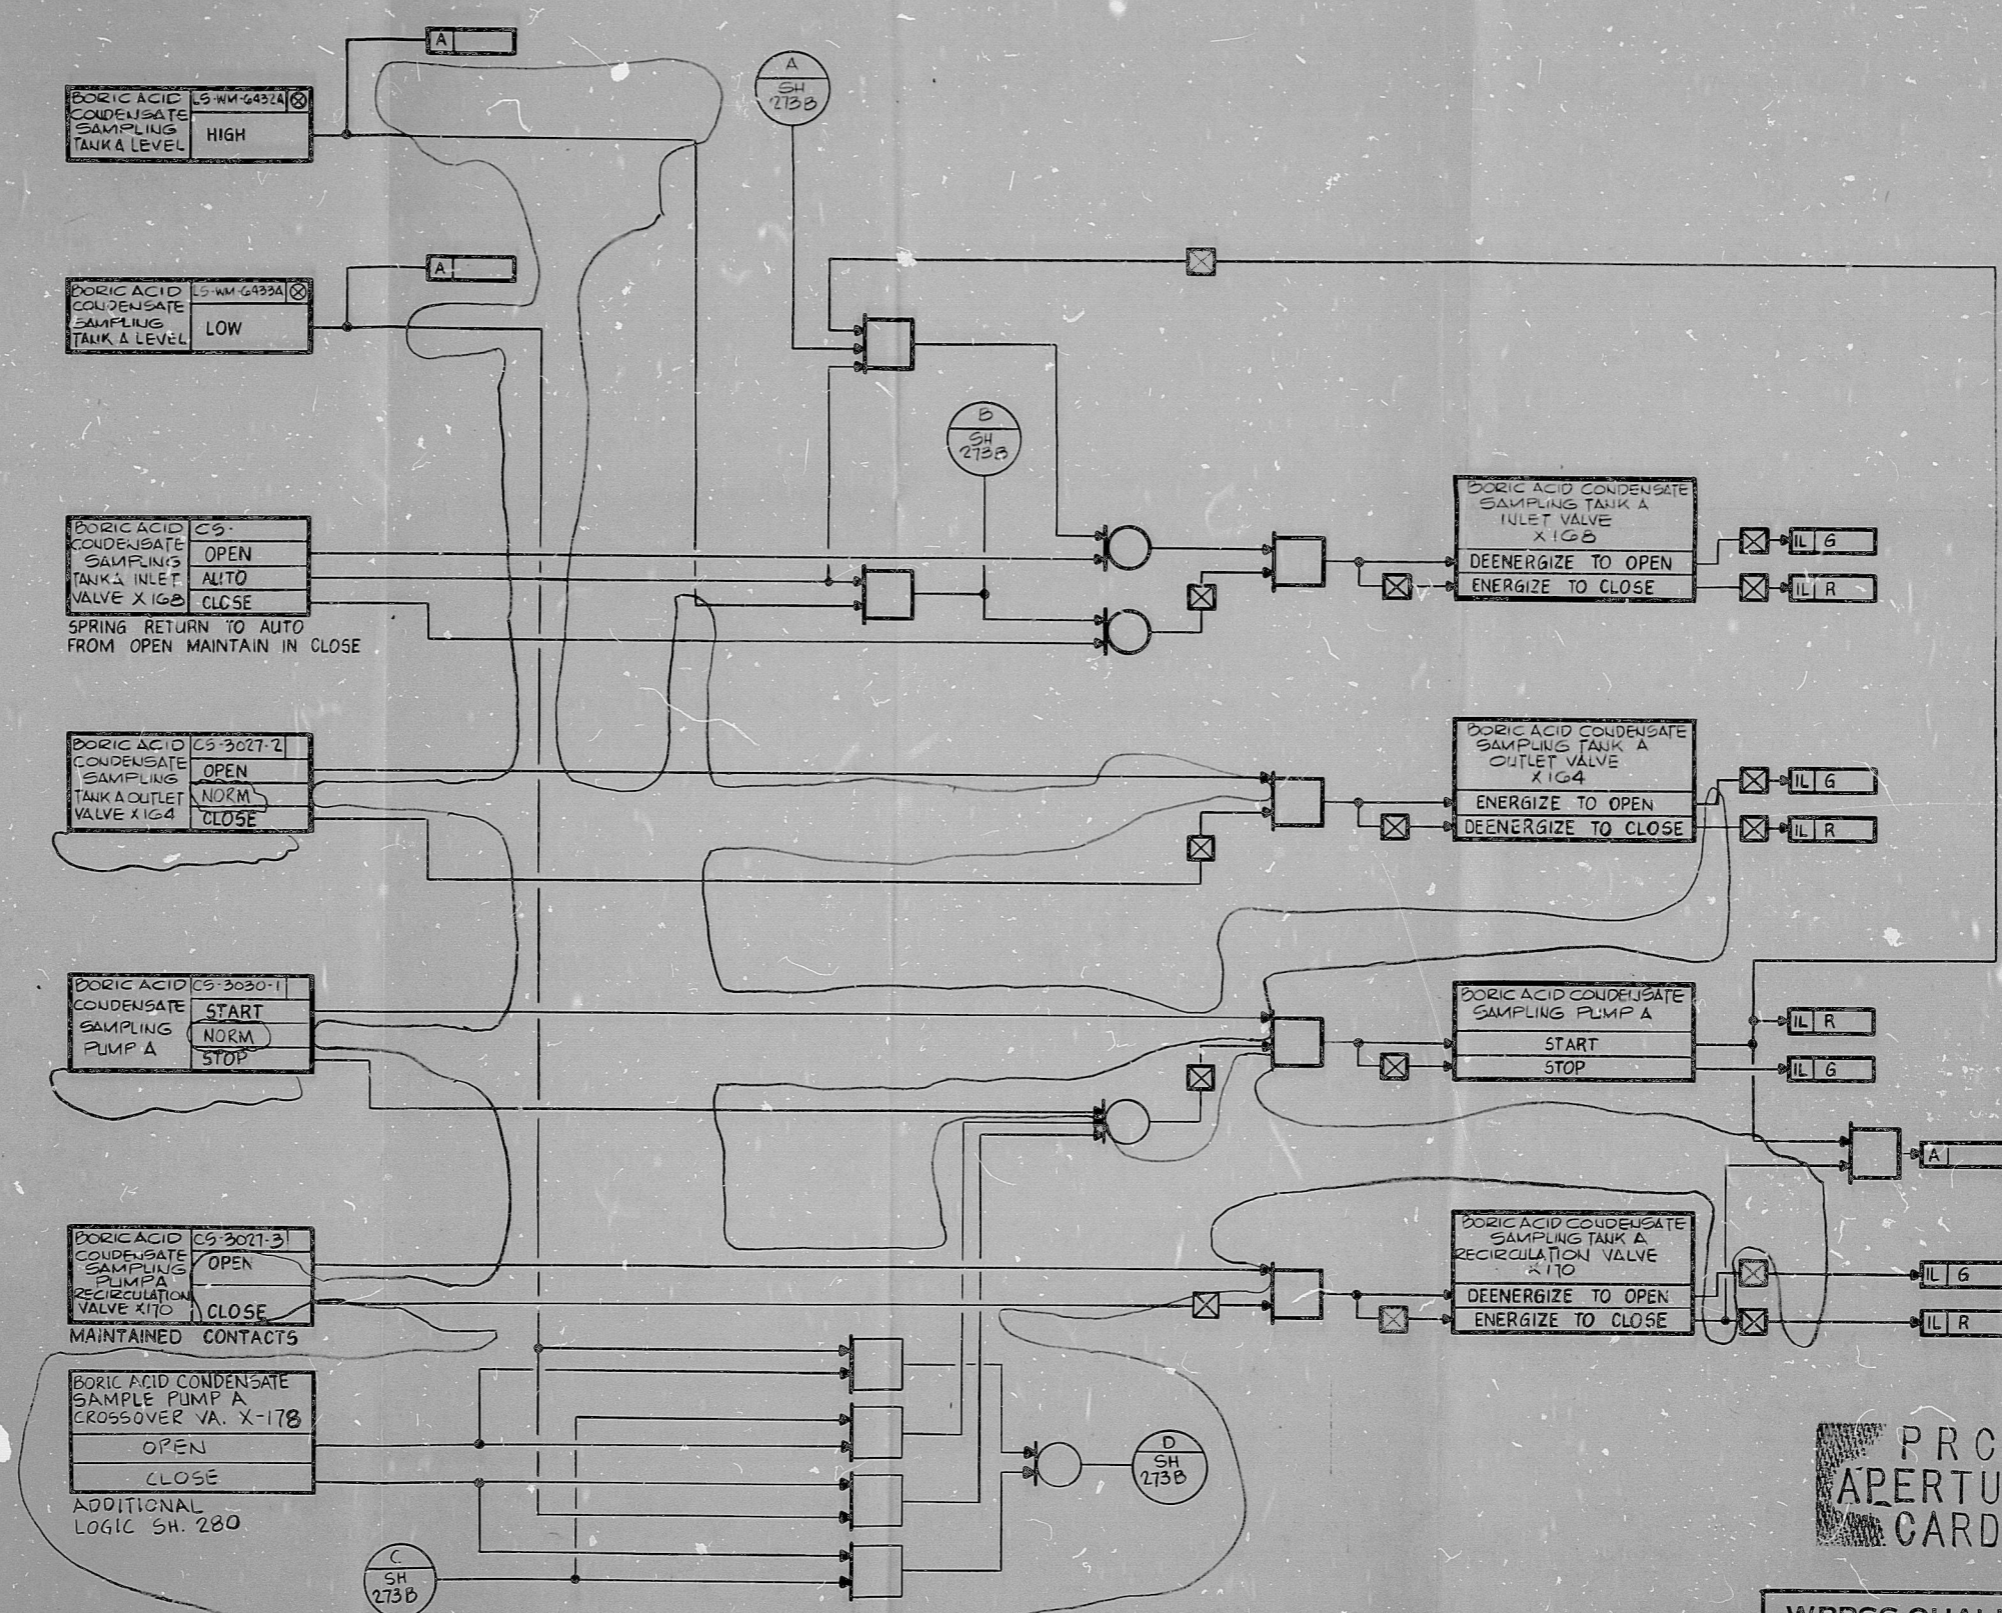 A
BORIC ACID
CONDENSATE
SAMPLING
TANK A LEVEL
LS-WM-6432A
HIGH
A
SH
273B
A
BORIC ACID
CONDENSATE
SAMPLING
TANK A LEVEL
LS-WM-6433A
LOW
B
SH
273B
BORIC ACID
CONDENSATE
SAMPLING
TANK A INLET
VALVE X168
CS-
OPEN
AUTO
CLOSE
SPRING RETURN TO AUTO
FROM OPEN MAINTAIN IN CLOSE
BORIC ACID CONDENSATE
SAMPLING TANK A
INLET VALVE
X168
DEENERGIZE TO OPEN
ENERGIZE TO CLOSE
IL G
IL R
BORIC ACID
CONDENSATE
SAMPLING
TANK A OUTLET
VALVE X164
CS-3027-2
OPEN
NORM
CLOSE
BORIC ACID CONDENSATE
SAMPLING TANK A
OUTLET VALVE
X164
ENERGIZE TO OPEN
DEENERGIZE TO CLOSE
IL G
IL R
BORIC ACID
CONDENSATE
SAMPLING
PUMP A
CS-3030-1
START
NORM
STOP
BORIC ACID CONDENSATE
SAMPLING PUMP A
START
STOP
IL R
IL G
A
BORIC ACID
CONDENSATE
SAMPLING
PUMP A
RECIRCULATION
VALVE X170
CS-3027-3
OPEN
CLOSE
MAINTAINED CONTACTS
BORIC ACID CONDENSATE
SAMPLING TANK A
RECIRCULATION VALVE
X170
DEENERGIZE TO OPEN
ENERGIZE TO CLOSE
IL G
IL R
BORIC ACID CONDENSATE
SAMPLE PUMP A
CROSSOVER VA. X-178
OPEN
CLOSE
ADDITIONAL
LOGIC SH. 280
D
SH
273B
C
SH
273B
PRC
APERTU
CARD